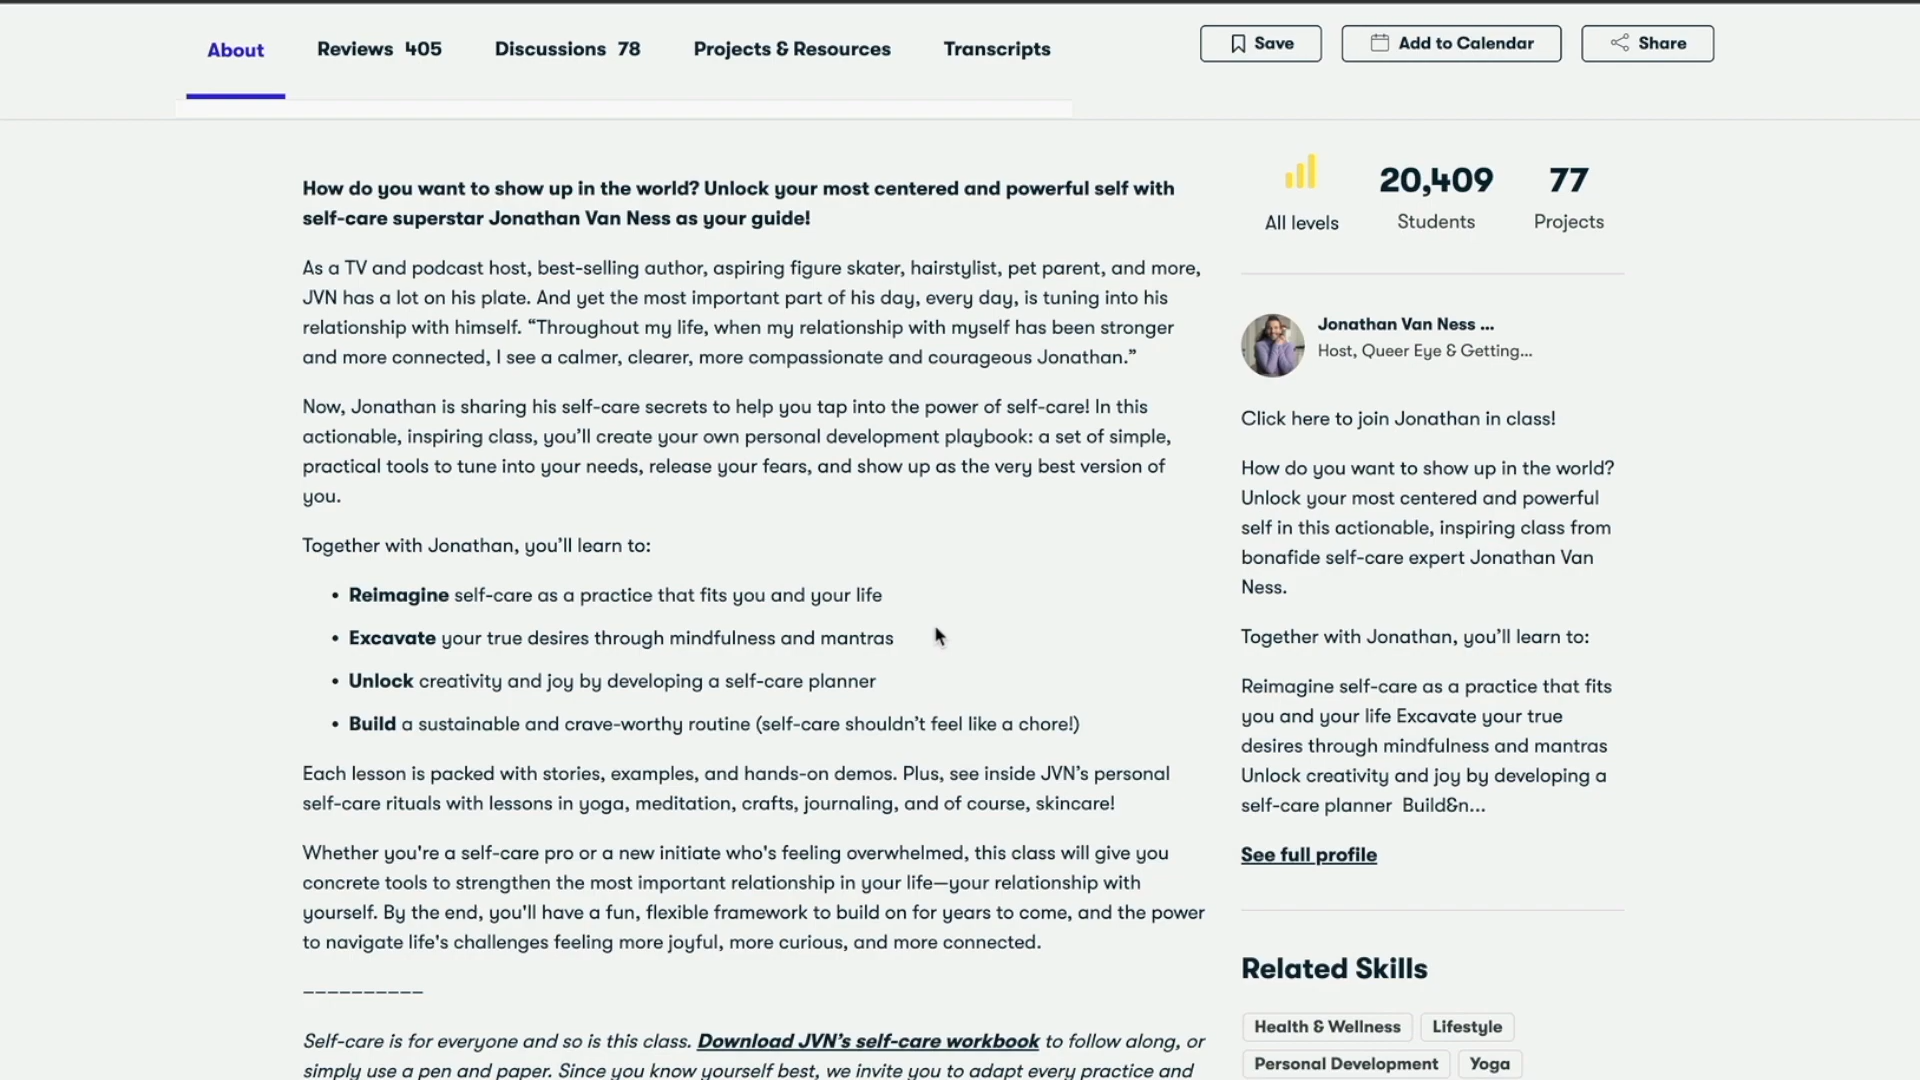 About Reviews 405 Discussions 78 Projects & Resources Transcripts Save Add to Calendar Share
How do you want to show up in the world? Unlock your most centered and powerful self with
self-care superstar Jonathan Van Ness as your guide!
As a TV and podcast host, best-selling author, aspiring figure skater, hairstylist, pet parent, and more,
JVN has a lot on his plate. And yet the most important part of his day, every day, is tuning into his
relationship with himself. “Throughout my life, when my relationship with myself has been stronger
and more connected, I see a calmer, clearer, more compassionate and courageous Jonathan.”
Now, Jonathan is sharing his self-care secrets to help you tap into the power of self-care! In this
actionable, inspiring class, you’ll create your own personal development playbook: a set of simple,
practical tools to tune into your needs, release your fears, and show up as the very best version of
you.
Together with Jonathan, you’ll learn to:
• Reimagine self-care as a practice that fits you and your life
• Excavate your true desires through mindfulness and mantras
• Unlock creativity and joy by developing a self-care planner
• Build a sustainable and crave-worthy routine (self-care shouldn’t feel like a chore!)
Each lesson is packed with stories, examples, and hands-on demos. Plus, see inside JVN’s personal
self-care rituals with lessons in yoga, meditation, crafts, journaling, and of course, skincare!
Whether you're a self-care pro or a new initiate who's feeling overwhelmed, this class will give you
concrete tools to strengthen the most important relationship in your life—your relationship with
yourself. By the end, you'll have a fun, flexible framework to build on for years to come, and the power
to navigate life's challenges feeling more joyful, more curious, and more connected.
__________
Self-care is for everyone and so is this class. Download JVN’s self-care workbook to follow along, or
simply use a pen and paper. Since you know yourself best, we invite you to adapt every practice and
All levels
20,409
Students
77
Projects
Jonathan Van Ness ...
Host, Queer Eye & Getting...
Click here to join Jonathan in class!
How do you want to show up in the world?
Unlock your most centered and powerful
self in this actionable, inspiring class from
bonafide self-care expert Jonathan Van
Ness.
Together with Jonathan, you’ll learn to:
Reimagine self-care as a practice that fits
you and your life Excavate your true
desires through mindfulness and mantras
Unlock creativity and joy by developing a
self-care planner Build&n...
See full profile
Related Skills
Health & Wellness Lifestyle
Personal Development Yoga